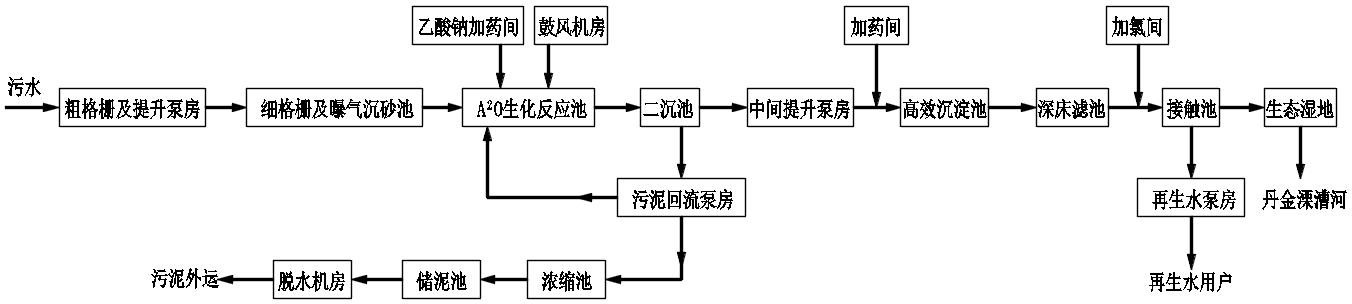 乙酸钠加药间
鼓风机房
加药间
加氯间
污水
粗格栅及提升泵房
细格栅及曝气沉砂池
A²O生化反应池
二沉池
中间提升泵房
高效沉淀池
深床滤池
接触池
生态湿地
污泥回流泵房
再生水泵房
丹金溧漕河
污泥外运
脱水机房
储泥池
浓缩池
再生水用户